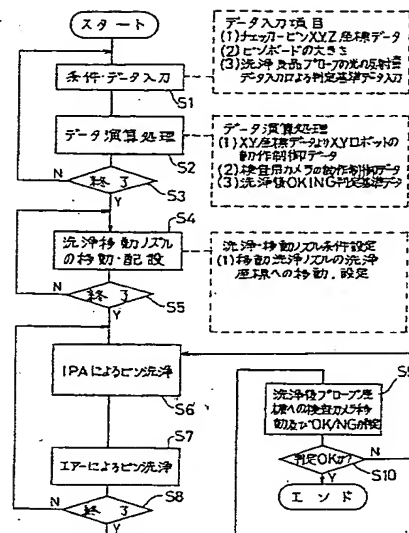 スタート
データ入力項目
(1)チェッカーピンXYZ座標データ
(2)ピンボードの大きさ
(3)洗浄良品プローブの光の反射量
データ入力による判定基準データ入力
条件・データ入力
S1
データ演算処理
S2
データ演算処理
(1)XY座標データよりXYロボットの
動作制御データ
(2)検査用カメラの動作制御データ
(3)洗浄後OK/NG判定基準データ
N
終了
S3
Y
S4
洗浄移動ノズル
の移動・配設
洗浄・移動ノズル条件設定
(1)移動洗浄ノズルの洗浄
座標への移動・設定
N
終了
S5
Y
IPAによるピン洗浄
S6
S7
エアーによるピン洗浄
N
終了
S8
Y
S9
洗浄後プローブピン座
標への検査カメラ移
動及びOK/NG判定
判定OKか?
N
S10
Y
エンド